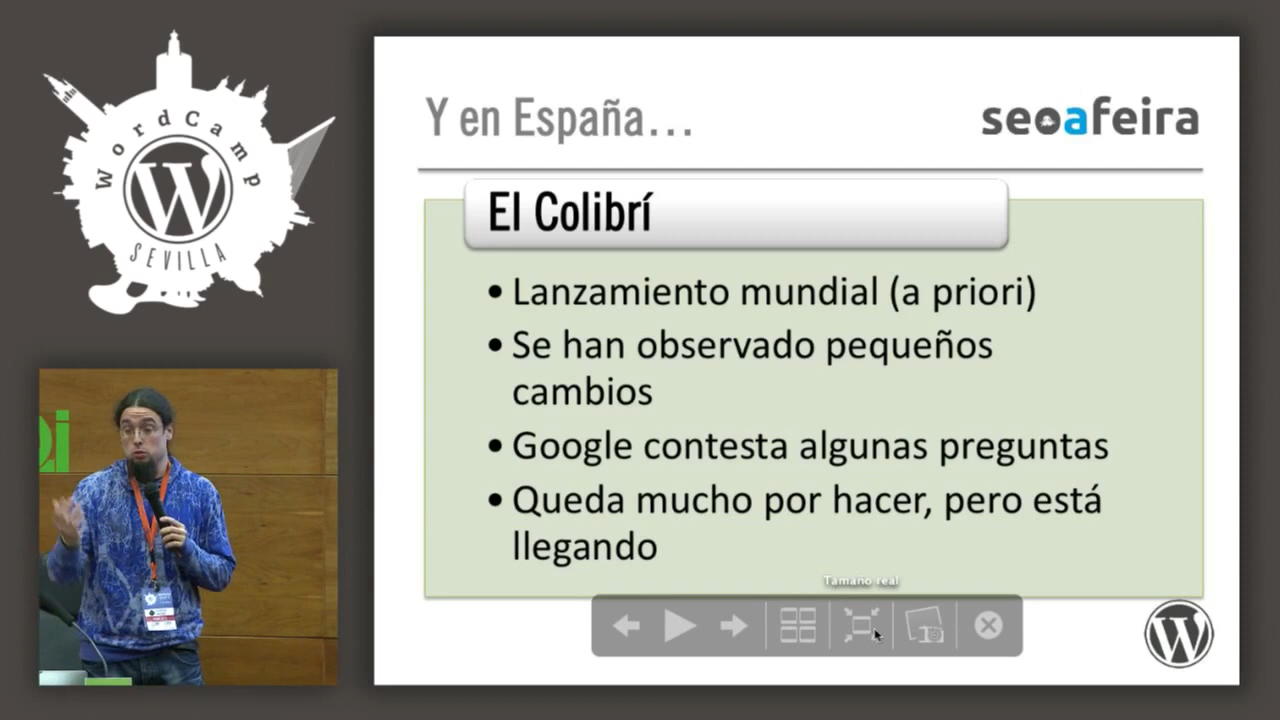 WordCamp
SEVILLA
Y en España...
seoafeira
El Colibrí
• Lanzamiento mundial (a priori)
• Se han observado pequeños
cambios
• Google contesta algunas preguntas
• Queda mucho por hacer, pero está
llegando
Tamaño real